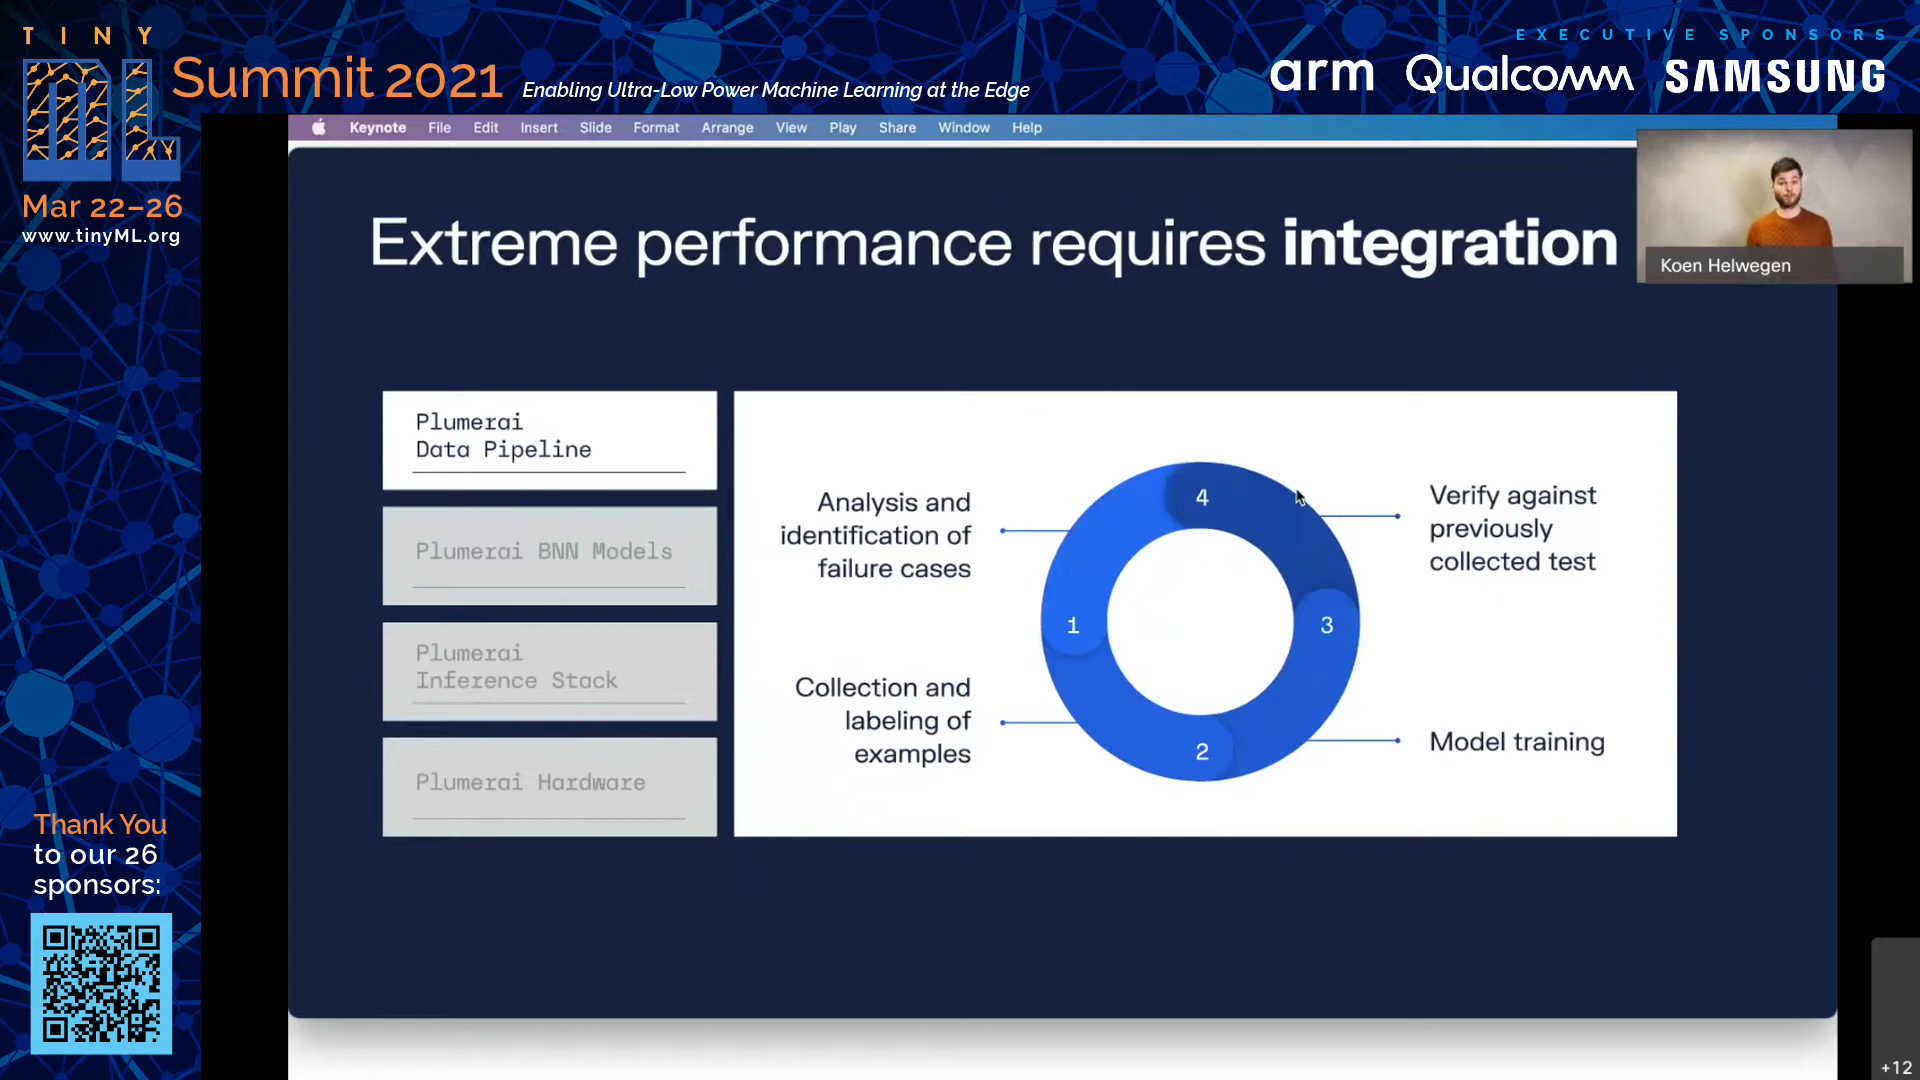 TINY
ML
Summit 2021
Enabling Ultra-Low Power Machine Learning at the Edge
EXECUTIVE SPONSORS
arm Qualcomm SAMSUNG
Mar 22–26
www.tinyML.org
Keynote File Edit Insert Slide Format Arrange View Play Share Window Help
Koen Helwegen
Extreme performance requires integration
Plumerai
Data Pipeline
Plumerai BNN Models
Plumerai
Inference Stack
Plumerai Hardware
Analysis and
identification of
failure cases
Collection and
labeling of
examples
4
1
3
2
Verify against
previously
collected test
Model training
Thank You
to our 26
sponsors:
+12